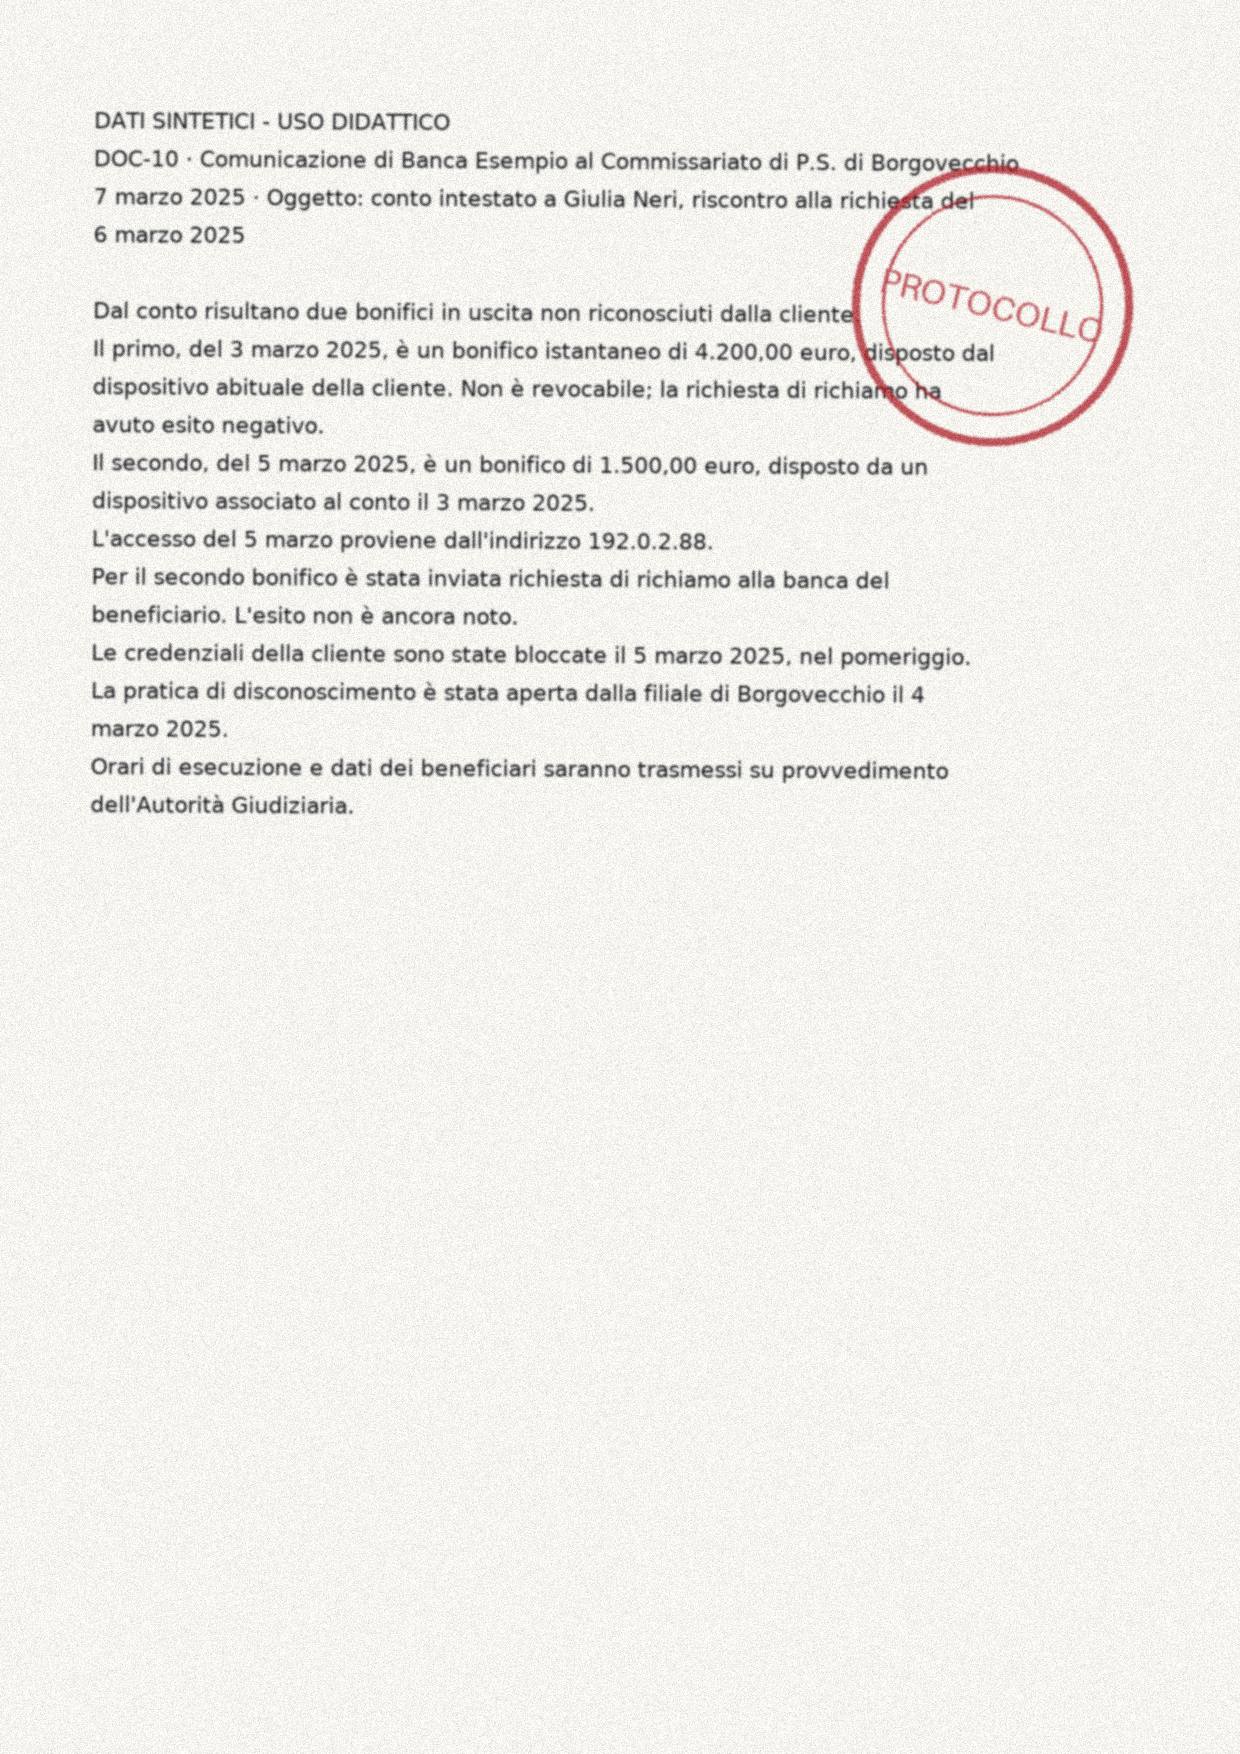 DATI SINTETICI - USO DIDATTICO
DOC-10 · Comunicazione di Banca Esempio al Commissariato di P.S. di Borgovecchio
7 marzo 2025 · Oggetto: conto intestato a Giulia Neri, riscontro alla richiesta del
6 marzo 2025
PROTOCOLLO
Dal conto risultano due bonifici in uscita non riconosciuti dalla cliente.
Il primo, del 3 marzo 2025, è un bonifico istantaneo di 4.200,00 euro, disposto dal
dispositivo abituale della cliente. Non è revocabile; la richiesta di richiamo ha
avuto esito negativo.
Il secondo, del 5 marzo 2025, è un bonifico di 1.500,00 euro, disposto da un
dispositivo associato al conto il 3 marzo 2025.
L'accesso del 5 marzo proviene dall'indirizzo 192.0.2.88.
Per il secondo bonifico è stata inviata richiesta di richiamo alla banca del
beneficiario. L'esito non è ancora noto.
Le credenziali della cliente sono state bloccate il 5 marzo 2025, nel pomeriggio.
La pratica di disconoscimento è stata aperta dalla filiale di Borgovecchio il 4
marzo 2025.
Orari di esecuzione e dati dei beneficiari saranno trasmessi su provvedimento
dell'Autorità Giudiziaria.